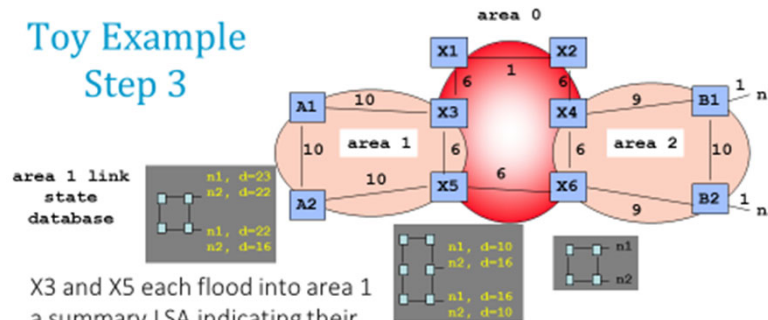 area 0
Toy Example
Step 3
X1
X2
1
6
6
A1
10
X3
X4
9
B1
1
n
10
area 1
6
6
area 2
10
area 1 link
state
database
n1, d=23
n2, d=22
n1, d=22
n2, d=16
10
A2
X5
6
X6
9
B2
1
n
n1, d=10
n2, d=16
n1, d=16
n2, d=10
n1
n2
X3 and X5 each flood into area 1
a summary LSA indicating their